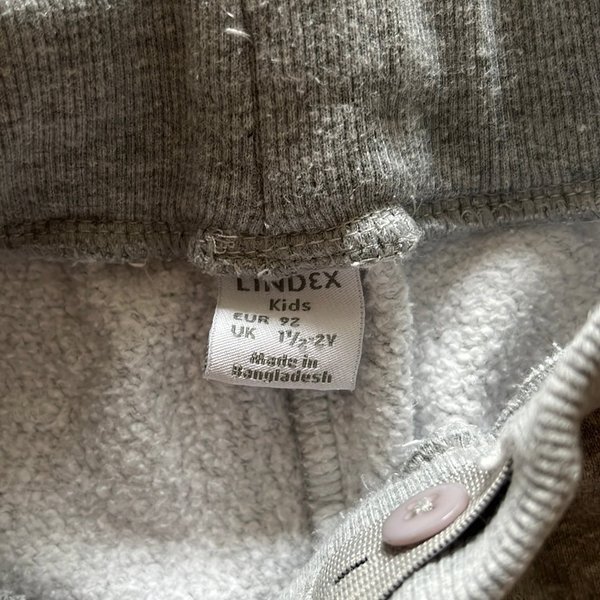 LINDEX
Kids
EUR 92
UK 1½-2Y
Made in
Bangladesh